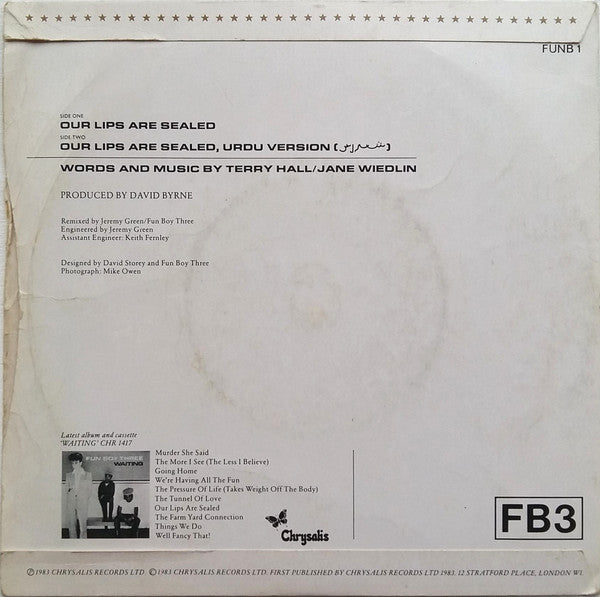 FUNB 1
SIDE ONE
OUR LIPS ARE SEALED
SIDE TWO
OUR LIPS ARE SEALED, URDU VERSION ( )
WORDS AND MUSIC BY TERRY HALL/JANE WIEDLIN
PRODUCED BY DAVID BYRNE
Remixed by Jeremy Green/Fun Boy Three
Engineered by Jeremy Green
Assistant Engineer: Keith Fernley
Designed by David Storey and Fun Boy Three
Photograph: Mike Owen
Latest album and cassette
'WAITING' CHR 1417
FUN BOY THREE
WAITING
Murder She Said
The More I See (The Less I Believe)
Going Home
We're Having All The Fun
The Pressure Of Life (Takes Weight Off The Body)
The Tunnel Of Love
Our Lips Are Sealed
The Farm Yard Connection
Things We Do
Well Fancy That!
Chrysalis
FB3
℗1983 CHRYSALIS RECORDS LTD. ©1983 CHRYSALIS RECORDS LTD. FIRST PUBLISHED BY CHRYSALIS RECORDS LTD 1983. 12 STRATFORD PLACE, LONDON W1.